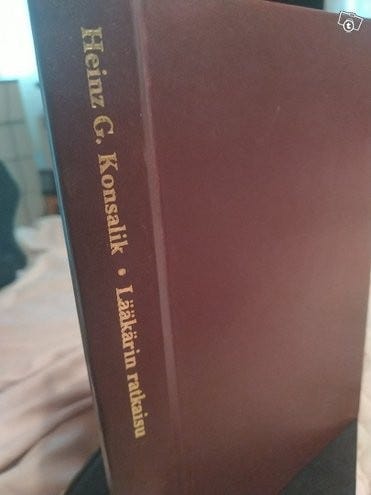 Heinz G. Konsalik • Lääkärin ratkaisu